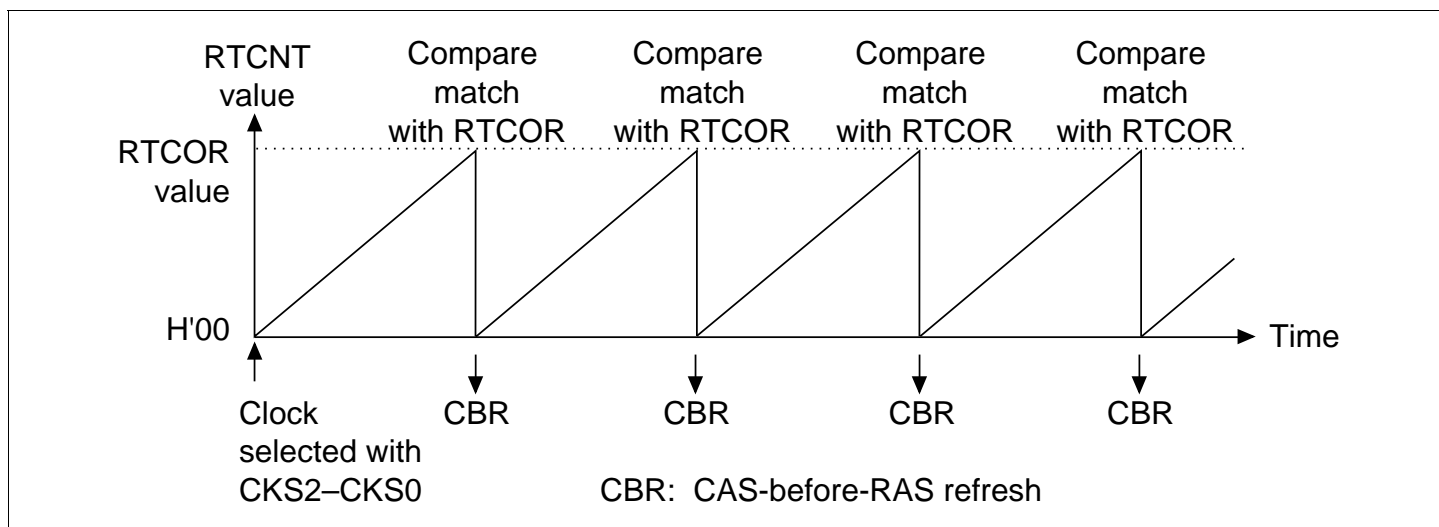 RTCNT
value
Compare
match
with RTCOR
Compare
match
with RTCOR
Compare
match
with RTCOR
Compare
match
with RTCOR
RTCOR
value
H'00
Time
Clock
selected with
CKS2–CKS0
CBR
CBR
CBR
CBR
CBR: CAS-before-RAS refresh